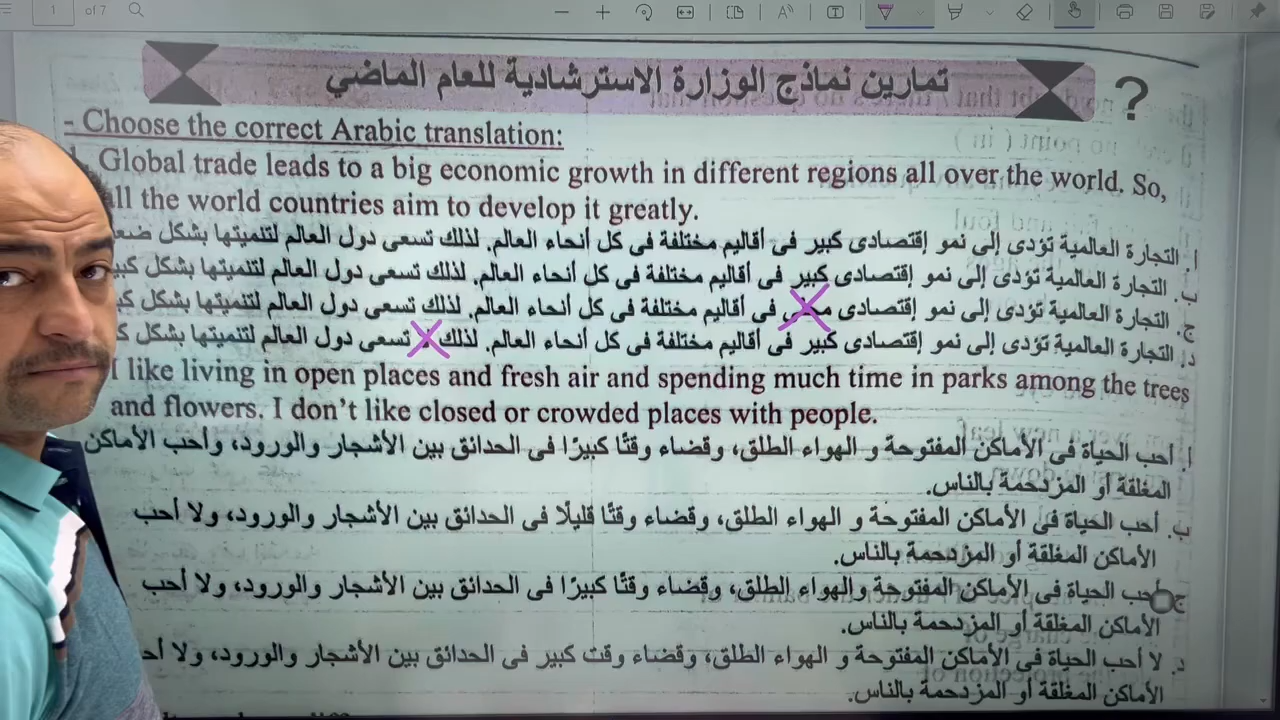 1 of 7
تمارين نماذج الوزارة الاسترشادية للعام الماضي ?
- Choose the correct Arabic translation:
Global trade leads to a big economic growth in different regions all over the world. So,
all the world countries aim to develop it greatly.
أ. التجارة العالمية تؤدى إلى نمو إقتصادى كبير فى أقاليم مختلفة فى كل أنحاء العالم. لذلك تسعى دول العالم لتنميتها بشكل
ب. التجارة العالمية تؤدى إلى نمو إقتصادى كبير فى أقاليم مختلفة فى كل أنحاء العالم. لذلك تسعى دول العالم لتنميتها بشكل
ج. التجارة العالمية تؤدى إلى نمو إقتصادى فى أقاليم مختلفة فى كل أنحاء العالم. لذلك تسعى دول العالم لتنميتها بشكل
د. التجارة العالمية تؤدى إلى نمو إقتصادى كبير فى أقاليم مختلفة فى كل أنحاء العالم. لذلك تسعى دول العالم لتنميتها بشكل
I like living in open places and fresh air and spending much time in parks among the trees
and flowers. I don't like closed or crowded places with people.
أ. أحب الحياة فى الأماكن المفتوحة و الهواء الطلق، وقضاء وقتًا كبيرًا فى الحدائق بين الأشجار والورود، وأحب الأماكن
المغلقة أو المزدحمة بالناس.
ب. أحب الحياة فى الأماكن المفتوحة و الهواء الطلق، وقضاء وقتًا قليلًا فى الحدائق بين الأشجار والورود، ولا أحب
الأماكن المغلقة أو المزدحمة بالناس.
ج. أحب الحياة فى الأماكن المفتوحة والهواء الطلق، وقضاء وقتًا كبيرًا فى الحدائق بين الأشجار والورود، ولا أحب
الأماكن المغلقة أو المزدحمة بالناس.
د. لا أحب الحياة فى الأماكن المفتوحة و الهواء الطلق، وقضاء وقت كبير فى الحدائق بين الأشجار والورود، ولا
الأماكن المغلقة أو المزدحمة بالناس.